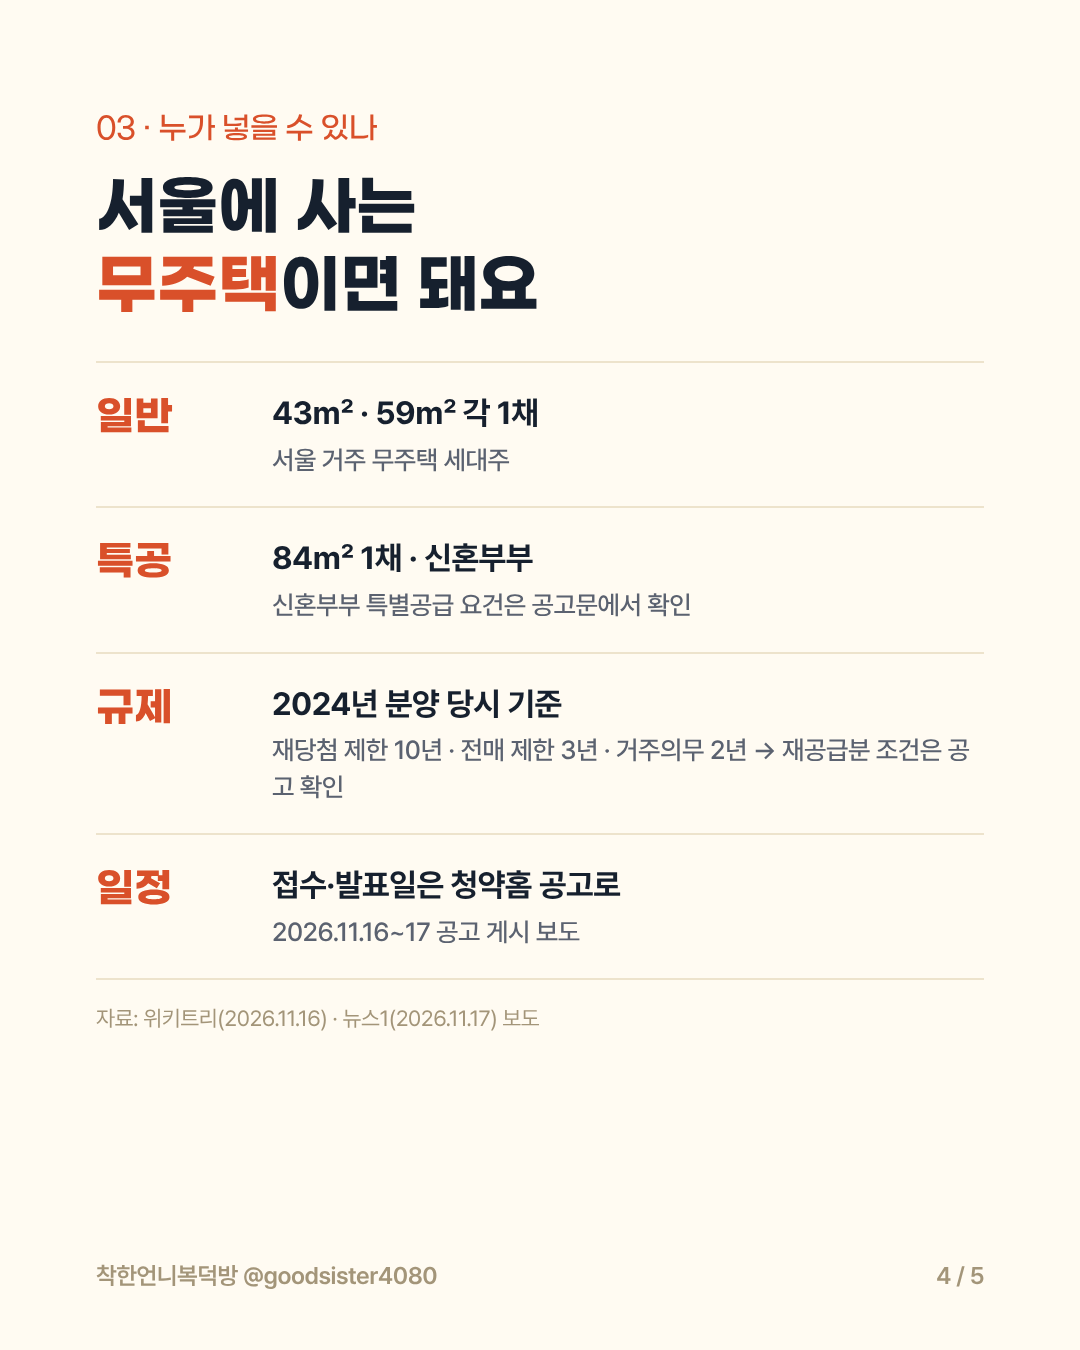 03 · 누가 넣을 수 있나
서울에 사는
무주택이면 돼요
일반
43m² · 59m² 각 1채
서울 거주 무주택 세대주
특공
84m² 1채 · 신혼부부
신혼부부 특별공급 요건은 공고문에서 확인
규제
2024년 분양 당시 기준
재당첨 제한 10년 · 전매 제한 3년 · 거주의무 2년 → 재공급분 조건은 공
고 확인
일정
접수·발표일은 청약홈 공고로
2026.11.16~17 공고 게시 보도
자료: 위키트리(2026.11.16) · 뉴스1(2026.11.17) 보도
착한언니복덕방 @goodsister4080
4 / 5